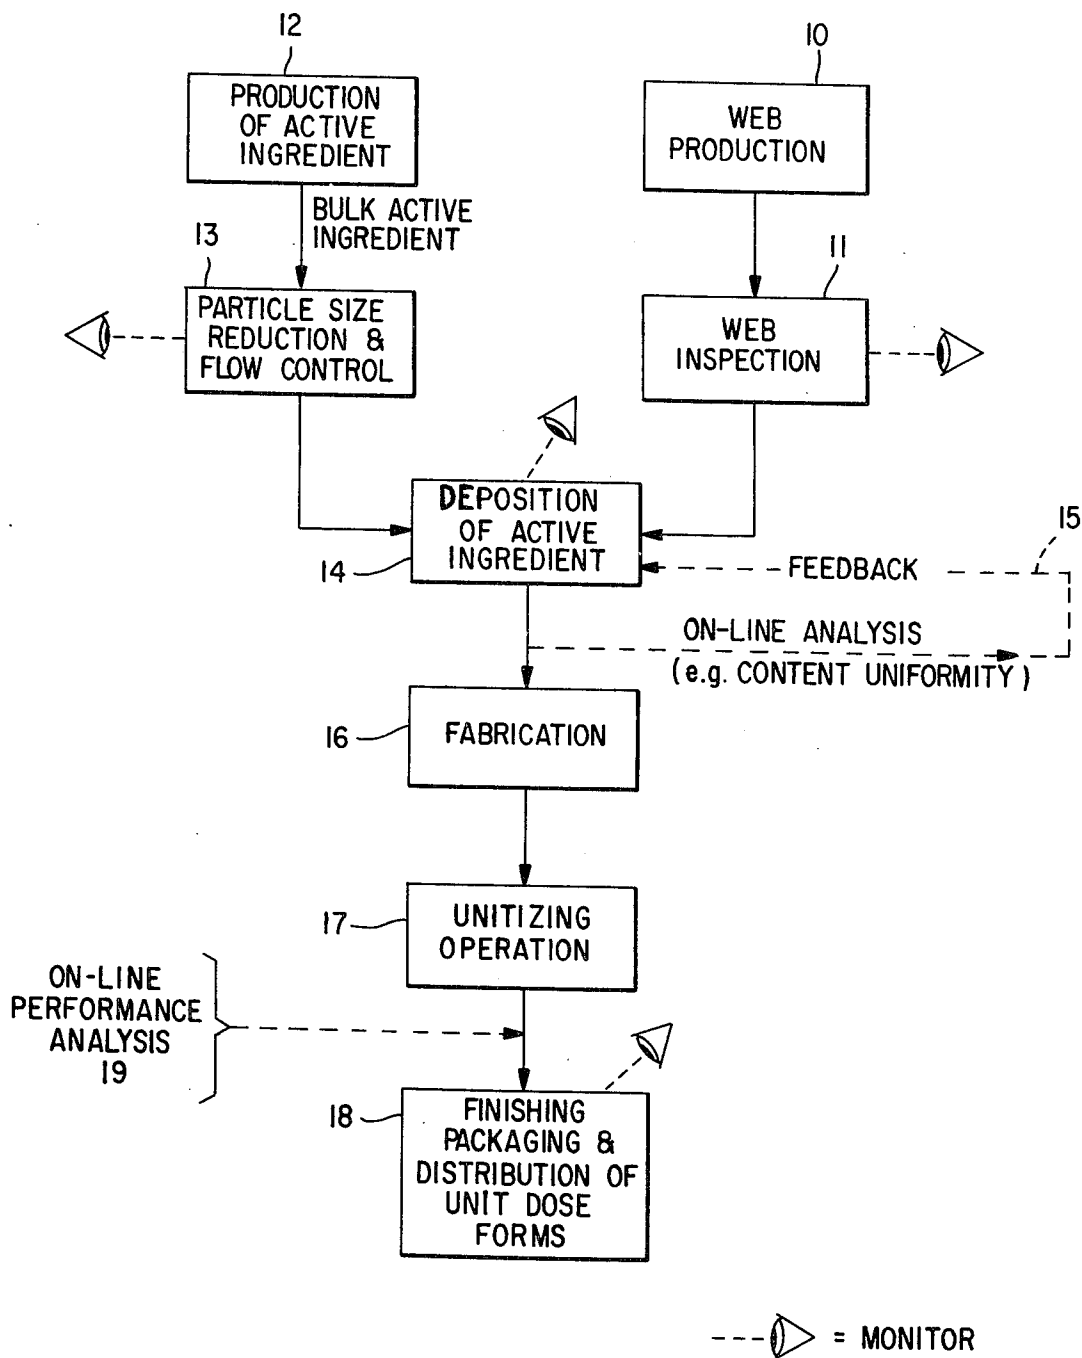 12
PRODUCTION
OF ACTIVE
INGREDIENT
10
WEB
PRODUCTION
BULK ACTIVE
INGREDIENT
13
PARTICLE SIZE
REDUCTION &
FLOW CONTROL
11
WEB
INSPECTION
DEPOSITION
OF ACTIVE
INGREDIENT
14
15
FEEDBACK
ON-LINE ANALYSIS
(e.g. CONTENT UNIFORMITY)
16
FABRICATION
17
UNITIZING
OPERATION
ON-LINE
PERFORMANCE
ANALYSIS
19
18
FINISHING
PACKAGING &
DISTRIBUTION OF
UNIT DOSE
FORMS
= MONITOR